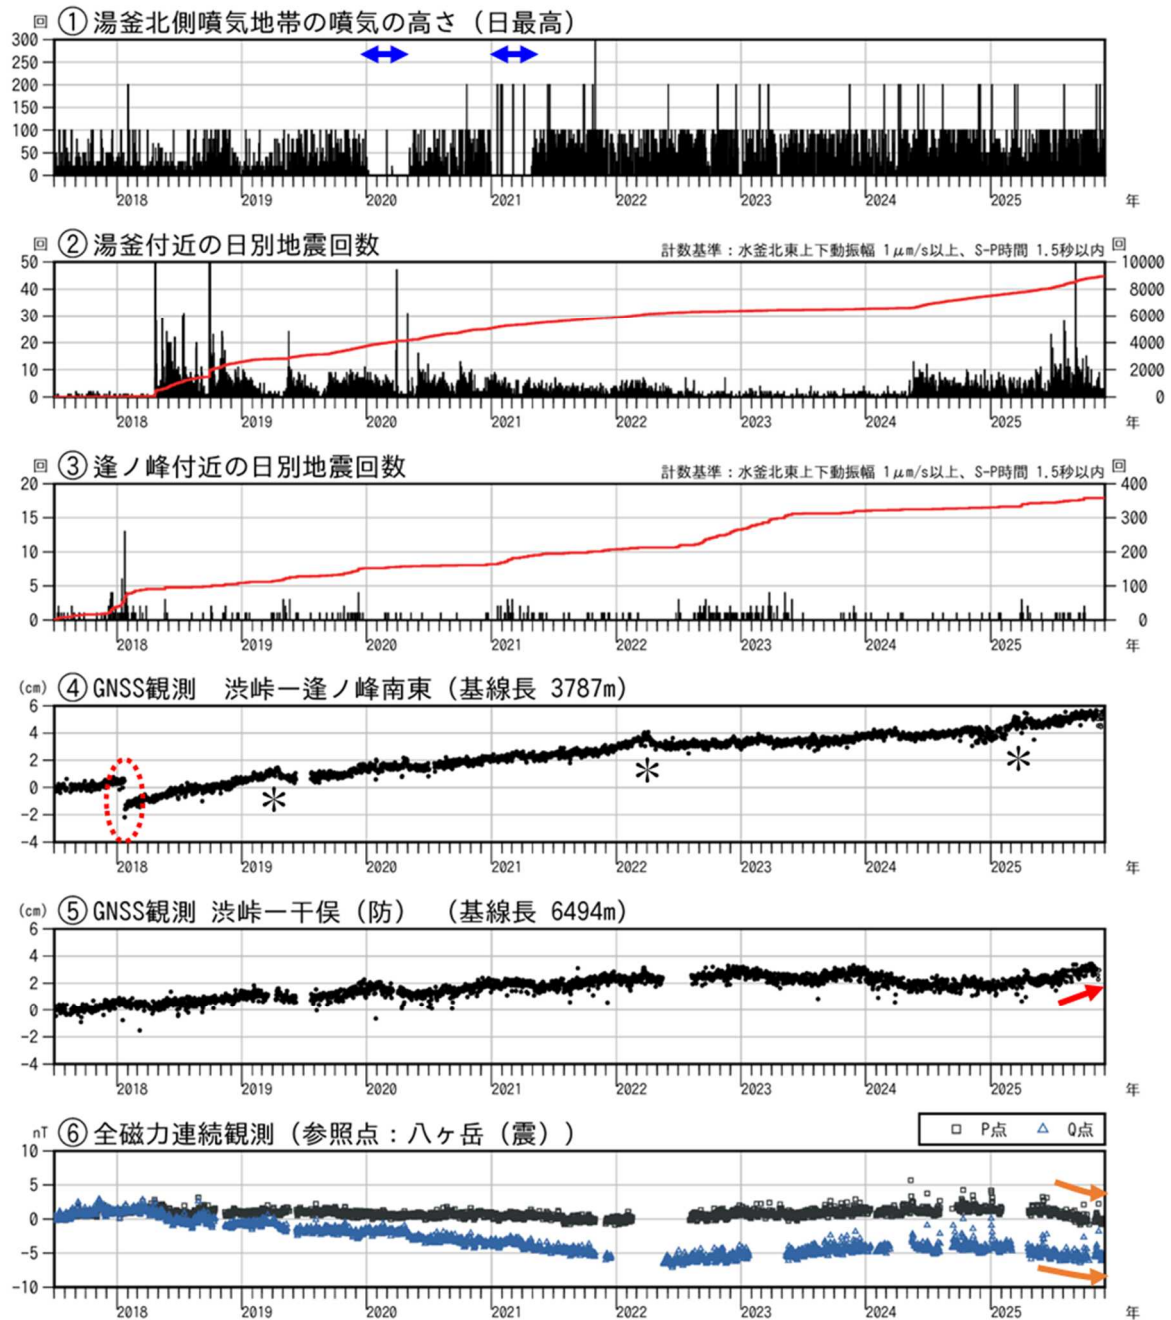 回 ①湯釜北側噴気地帯の噴気の高さ（日最高）
300
250
200
150
100
50
0
2018 2019 2020 2021 2022 2023 2024 2025 年
回 ②湯釜付近の日別地震回数 計数基準：水釜北東上下動振幅 1μm/s以上、S-P時間 1.5秒以内 回
50 10000
40 8000
30 6000
20 4000
10 2000
0 0
2018 2019 2020 2021 2022 2023 2024 2025 年
回 ③逢ノ峰付近の日別地震回数 計数基準：水釜北東上下動振幅 1μm/s以上、S-P時間 1.5秒以内 回
20 400
15 300
10 200
5 100
0 0
2018 2019 2020 2021 2022 2023 2024 2025 年
(cm) ④GNSS観測　渋峠ー逢ノ峰南東（基線長 3787m）
6
4
2
0
-2
-4
＊ ＊ ＊
2018 2019 2020 2021 2022 2023 2024 2025 年
(cm) ⑤GNSS観測 渋峠ー干俣（防）　（基線長 6494m）
6
4
2
0
-2
-4
2018 2019 2020 2021 2022 2023 2024 2025 年
nT ⑥全磁力連続観測（参照点：八ヶ岳（震）） □ P点 △ Q点
10
5
0
-5
-10
2018 2019 2020 2021 2022 2023 2024 2025 年